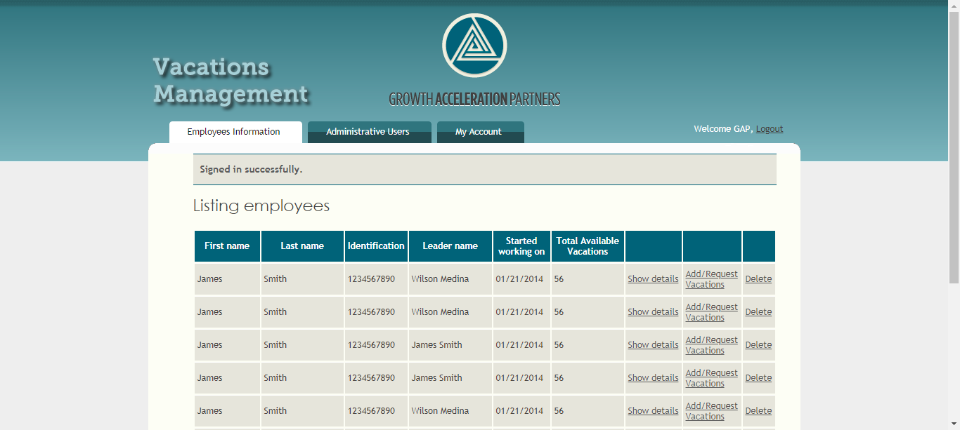 Vacations
Management
GROWTH ACCELERATION PARTNERS
Employees Information Administrative Users My Account Welcome GAP, Logout
Signed in successfully.
Listing employees
First name Last name Identification Leader name Started working on Total Available Vacations
James Smith 1234567890 Wilson Medina 01/21/2014 56 Show details Add/Request Vacations Delete
James Smith 1234567890 Wilson Medina 01/21/2014 56 Show details Add/Request Vacations Delete
James Smith 1234567890 James Smith 01/21/2014 56 Show details Add/Request Vacations Delete
James Smith 1234567890 James Smith 01/21/2014 56 Show details Add/Request Vacations Delete
James Smith 1234567890 Wilson Medina 01/21/2014 56 Show details Add/Request Vacations Delete